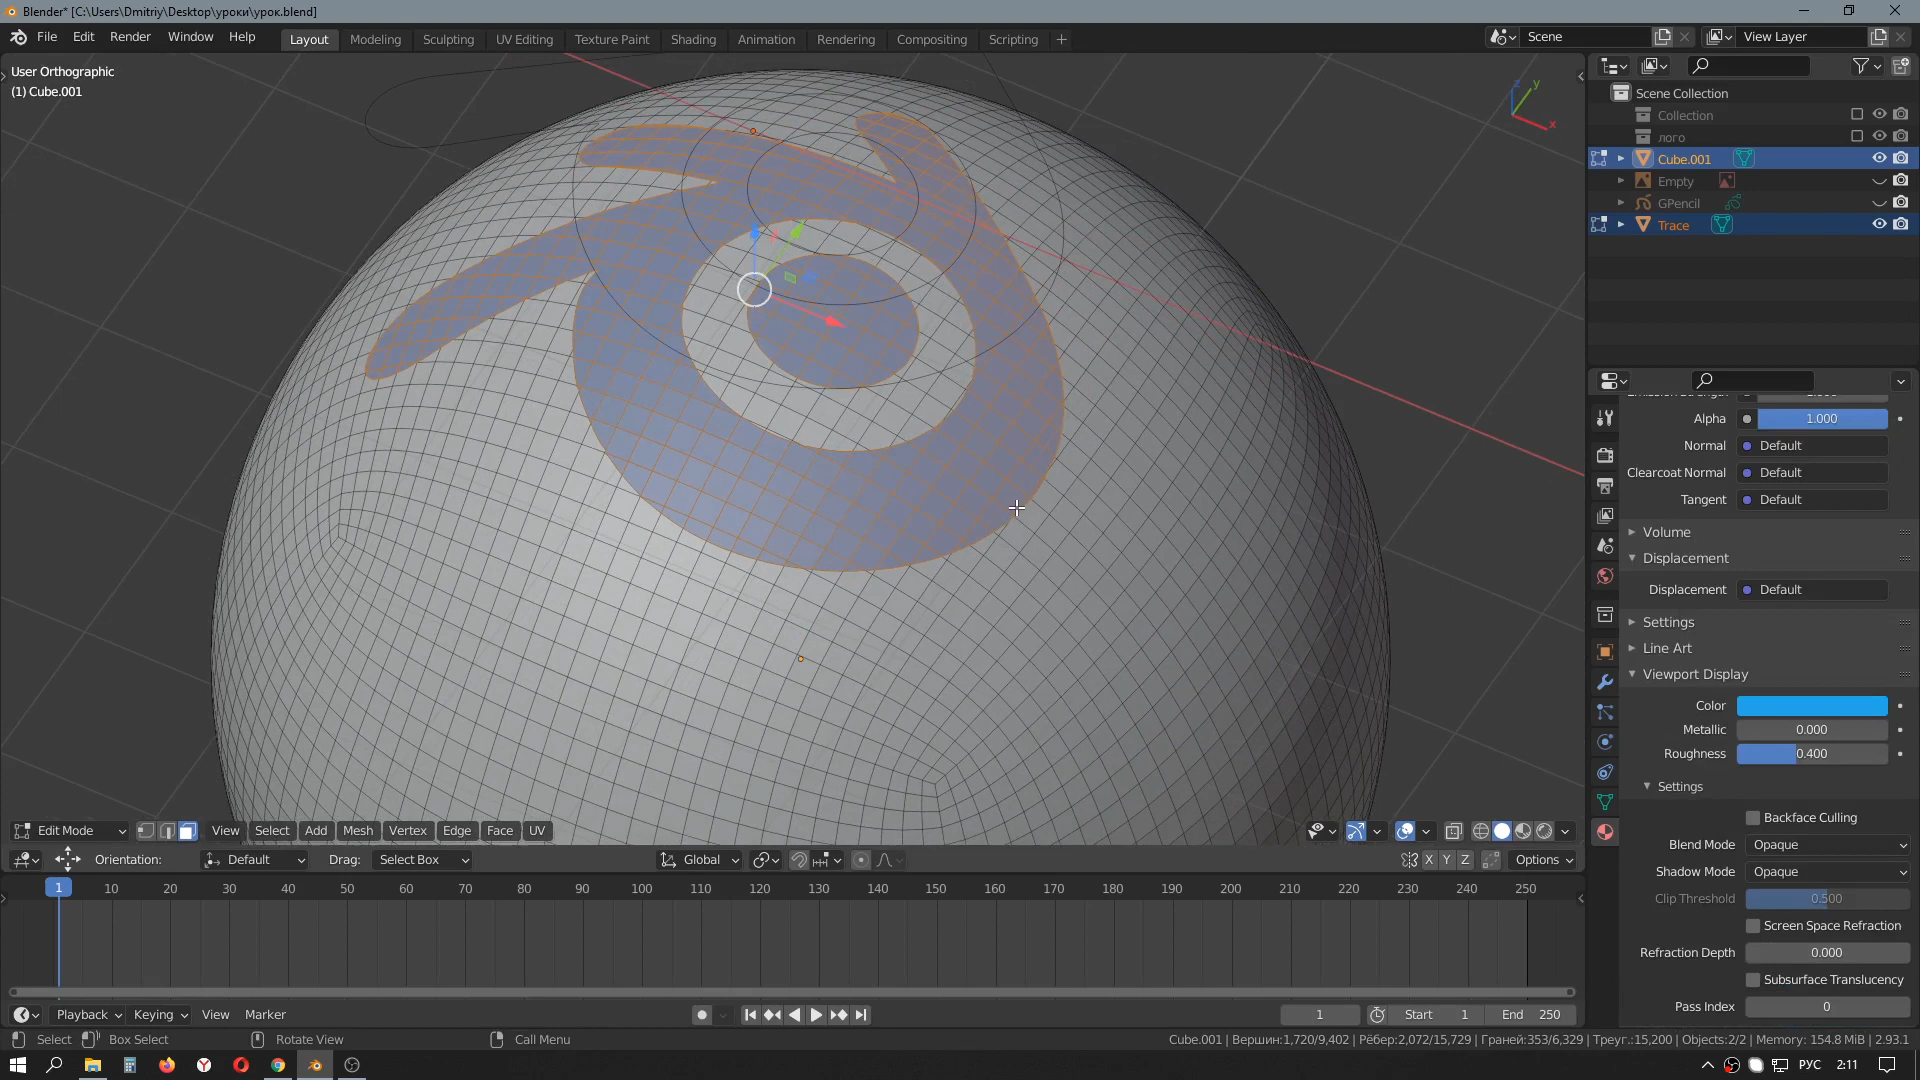 Blender* [C:\Users\Dmitriy\Desktop\уроки\урок.blend]
File Edit Render Window Help Layout Modeling Sculpting UV Editing Texture Paint Shading Animation Rendering Compositing Scripting + Scene View Layer
User Orthographic
(1) Cube.001
z y x
Scene Collection
Collection
лого
Cube.001
Empty
GPencil
Trace
Alpha 1.000
Normal Default
Clearcoat Normal Default
Tangent Default
Volume
Displacement
Displacement Default
Settings
Line Art
Viewport Display
Color
Metallic 0.000
Roughness 0.400
Settings
Backface Culling
Blend Mode Opaque
Shadow Mode Opaque
Clip Threshold 0.500
Screen Space Refraction
Refraction Depth 0.000
Subsurface Translucency
Pass Index 0
Edit Mode View Select Add Mesh Vertex Edge Face UV
Orientation: Default Drag: Select Box Global X Y Z Options
1 10 20 30 40 50 60 70 80 90 100 110 120 130 140 150 160 170 180 190 200 210 220 230 240 250
Playback Keying View Marker 1 Start 1 End 250
Select Box Select Rotate View Call Menu Cube.001 | Вершин:1,720/9,402 | Рёбер:2,072/15,729 | Граней:353/6,329 | Треуг.:15,200 | Objects:2/2 | Memory: 154.8 MiB | 2.93.1
РУС 2:11